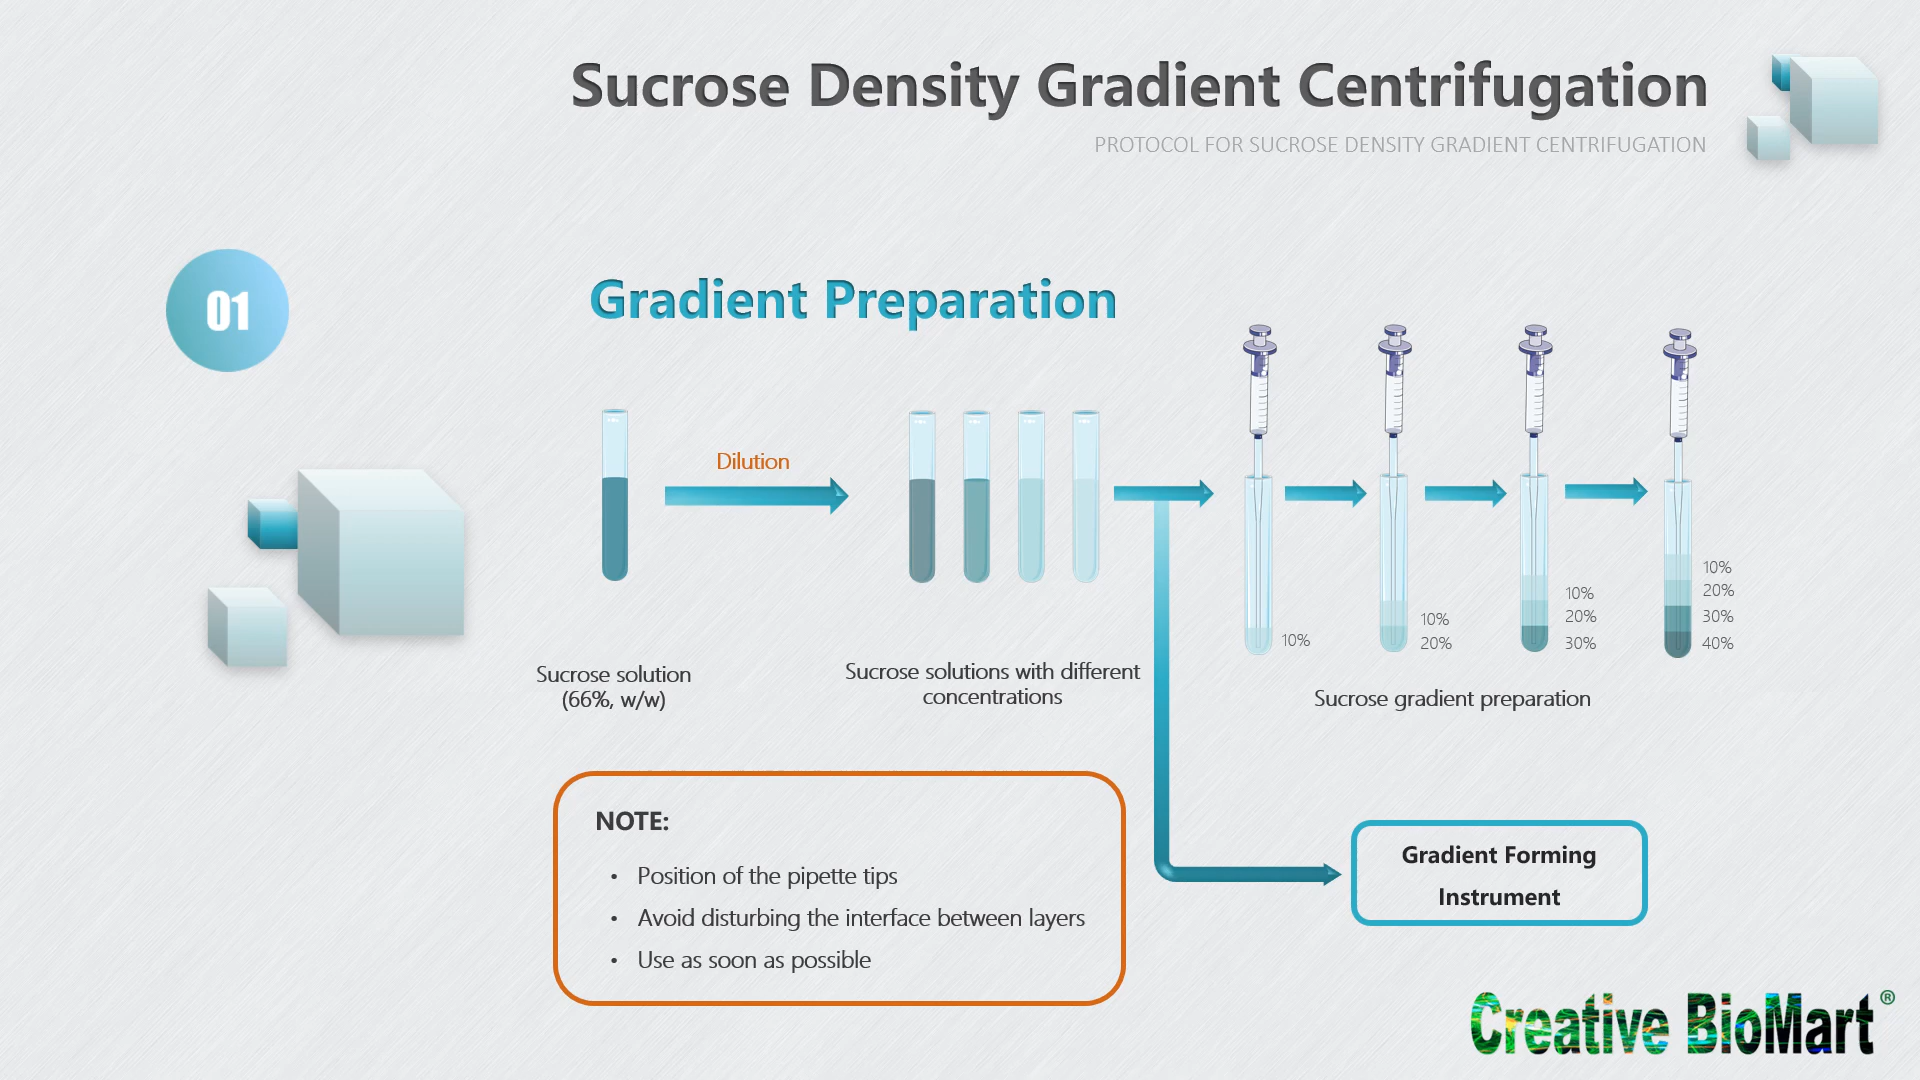 Sucrose Density Gradient Centrifugation
PROTOCOL FOR SUCROSE DENSITY GRADIENT CENTRIFUGATION
01
Gradient Preparation
Dilution
10%
10%
20%
10%
20%
30%
10%
20%
30%
40%
Sucrose solution
(66%, w/w)
Sucrose solutions with different
concentrations
Sucrose gradient preparation
NOTE:
• Position of the pipette tips
• Avoid disturbing the interface between layers
• Use as soon as possible
Gradient Forming
Instrument
Creative BioMart®